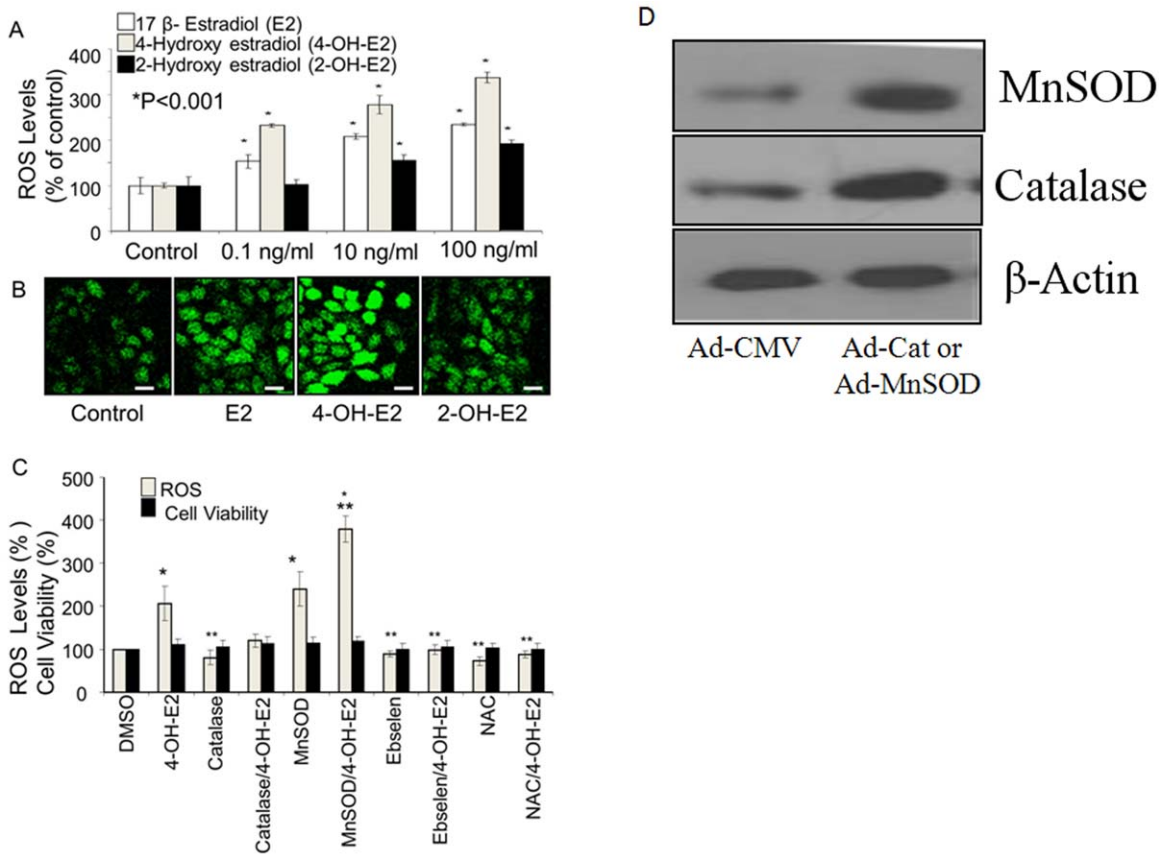 A
17 β- Estradiol (E2)
4-Hydroxy estradiol (4-OH-E2)
2-Hydroxy estradiol (2-OH-E2)
*P<0.001
ROS Levels
(% of control)
400
300
200
100
0
* * * * * * * *
Control 0.1 ng/ml 10 ng/ml 100 ng/ml
B
Control E2 4-OH-E2 2-OH-E2
C
ROS
Cell Viability
ROS Levels (% )
Cell Viability (%)
500
400
300
200
100
0
* ** * * ** ** ** ** **
DMSO
4-OH-E2
Catalase
Catalase/4-OH-E2
MnSOD
MnSOD/4-OH-E2
Ebselen
Ebselen/4-OH-E2
NAC
NAC/4-OH-E2
D
MnSOD
Catalase
β-Actin
Ad-CMV Ad-Cat or
Ad-MnSOD